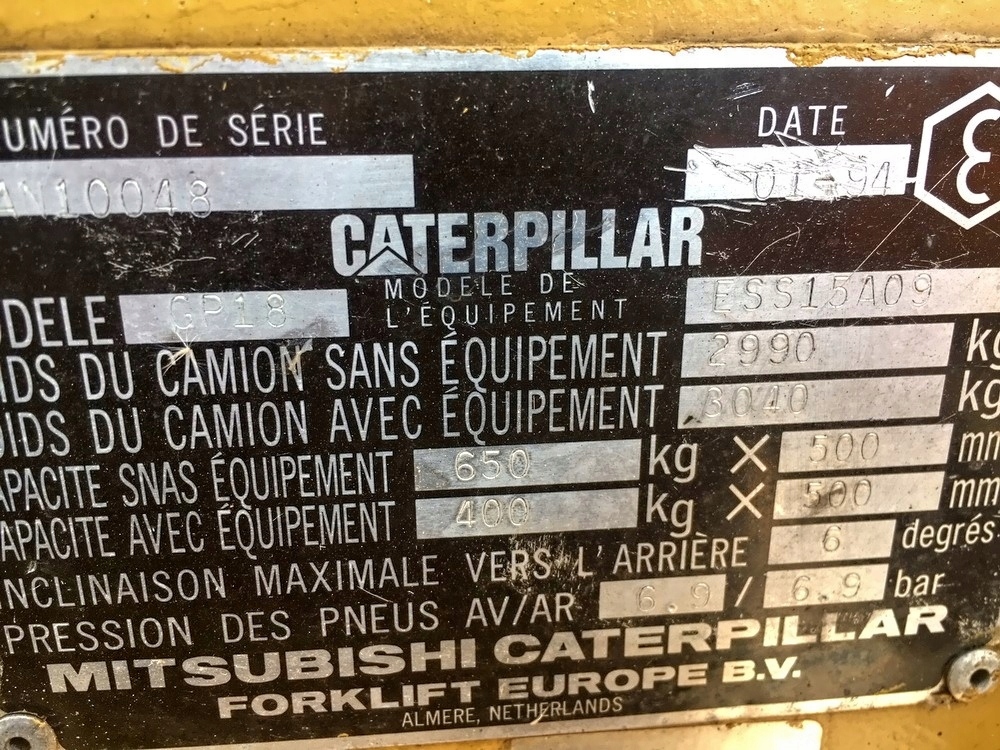 UMÉRO DE SÉRIE DATE
AN10048 01-94
CATERPILLAR
ODELE GP18 MODELE DE L'ÉQUIPEMENT ESS15A09
IDS DU CAMION SANS ÉQUIPEMENT 2990 kg
OIDS DU CAMION AVEC ÉQUIPEMENT 3040 kg
APACITE SNAS ÉQUIPEMENT 650 kg X 500 mm
APACITE AVEC ÉQUIPEMENT 400 kg X 500 mm
INCLINAISON MAXIMALE VERS L'ARRIÈRE 6 degrés
PRESSION DES PNEUS AV/AR 6.9 / 6.9 bar
MITSUBISHI CATERPILLAR
FORKLIFT EUROPE B.V.
ALMERE, NETHERLANDS